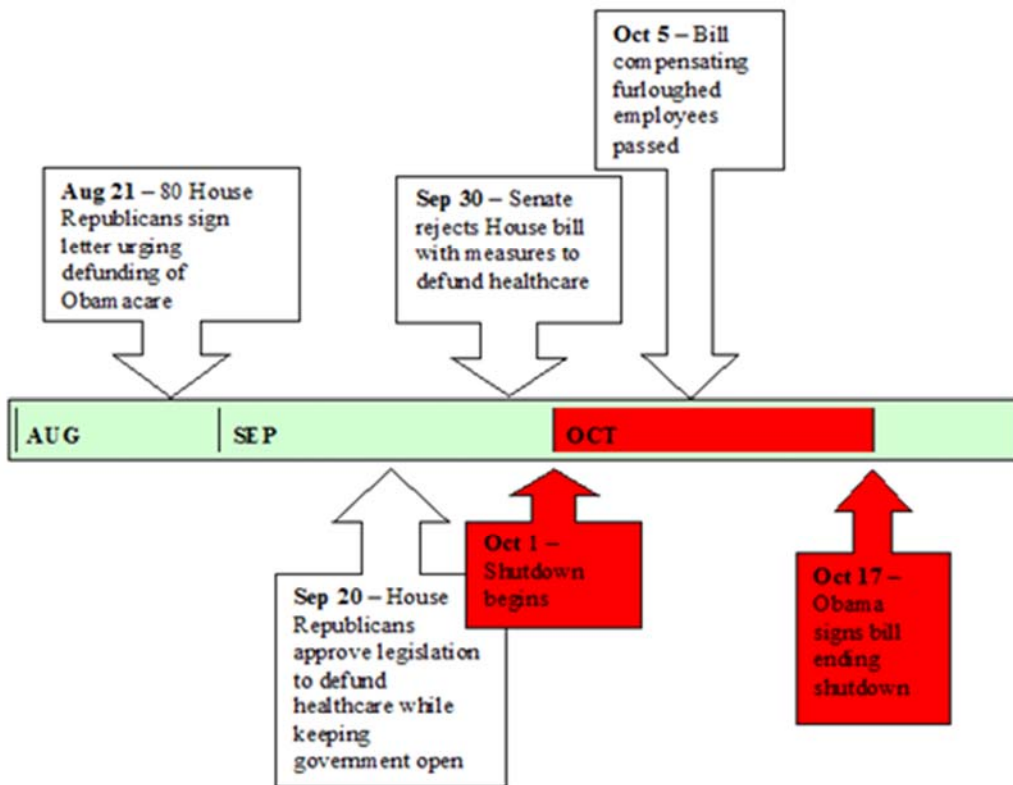 Oct 5 – Bill
compensating
furloughed
employees
passed
Aug 21 – 80 House
Republicans sign
letter urging
defunding of
Obamacare
Sep 30 – Senate
rejects House bill
with measures to
defund healthcare
AUG
SEP
OCT
Sep 20 – House
Republicans
approve legislation
to defund
healthcare while
keeping
government open
Oct 1 –
Shutdown
begins
Oct 17 –
Obama
signs bill
ending
shutdown